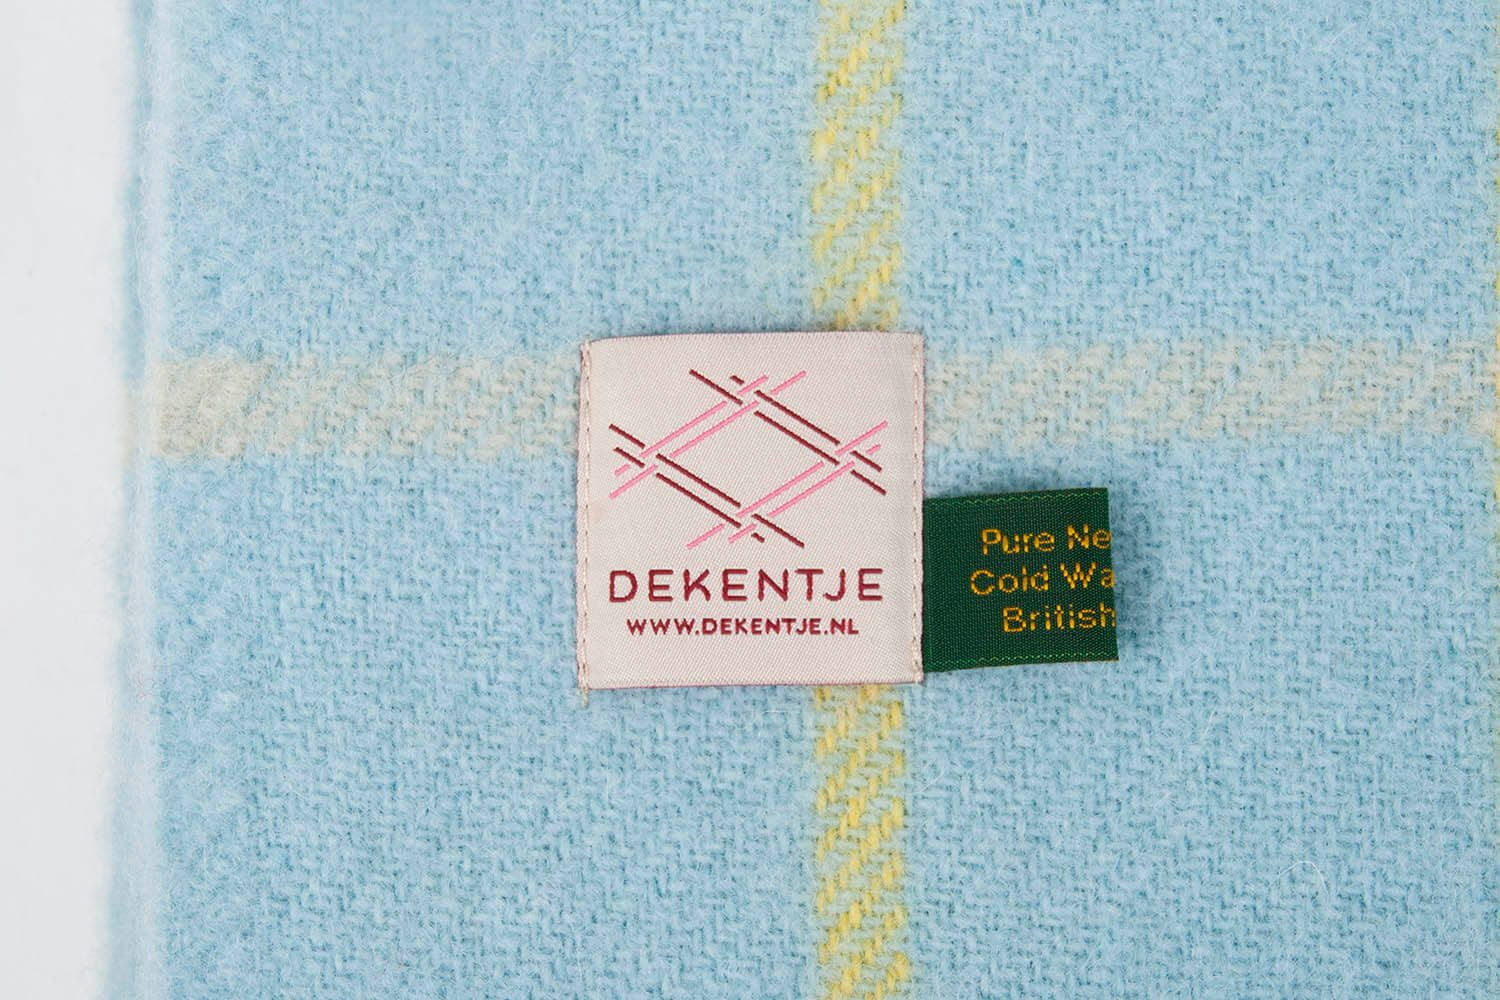 DEKENTJE
WWW.DEKENTJE.NL
Pure Ne
Cold Wa
British